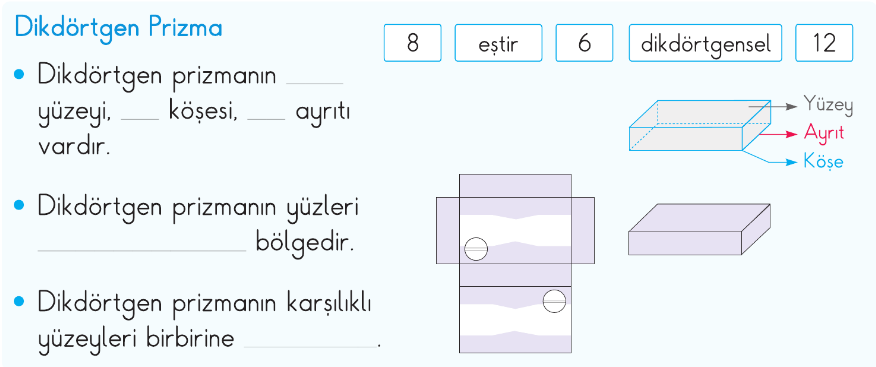 Dikdörtgen Prizma
8 eştir 6 dikdörtgensel 12
Dikdörtgen prizmanın ____
yüzeyi, ___ köşesi, ___ ayrıtı
vardır.
Yüzey
Ayrıt
Köşe
Dikdörtgen prizmanın yüzleri
_______________ bölgedir.
Dikdörtgen prizmanın karşılıklı
yüzeyleri birbirine __________.